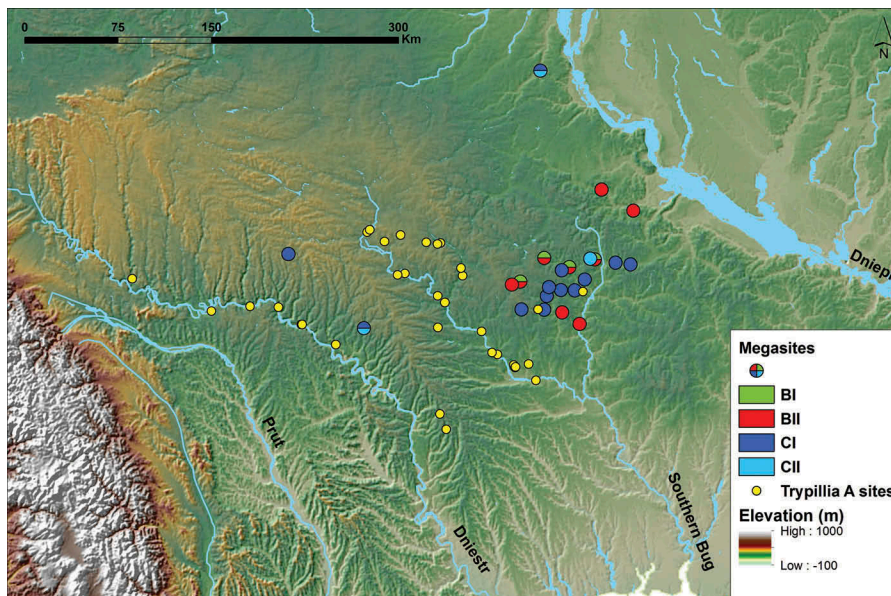 0 75 150 300
Km
N
Dniepr
Prut
Dniestr
Southern Bug
Megasites
BI
BII
CI
CII
Trypillia A sites
Elevation (m)
High : 1000
Low : -100